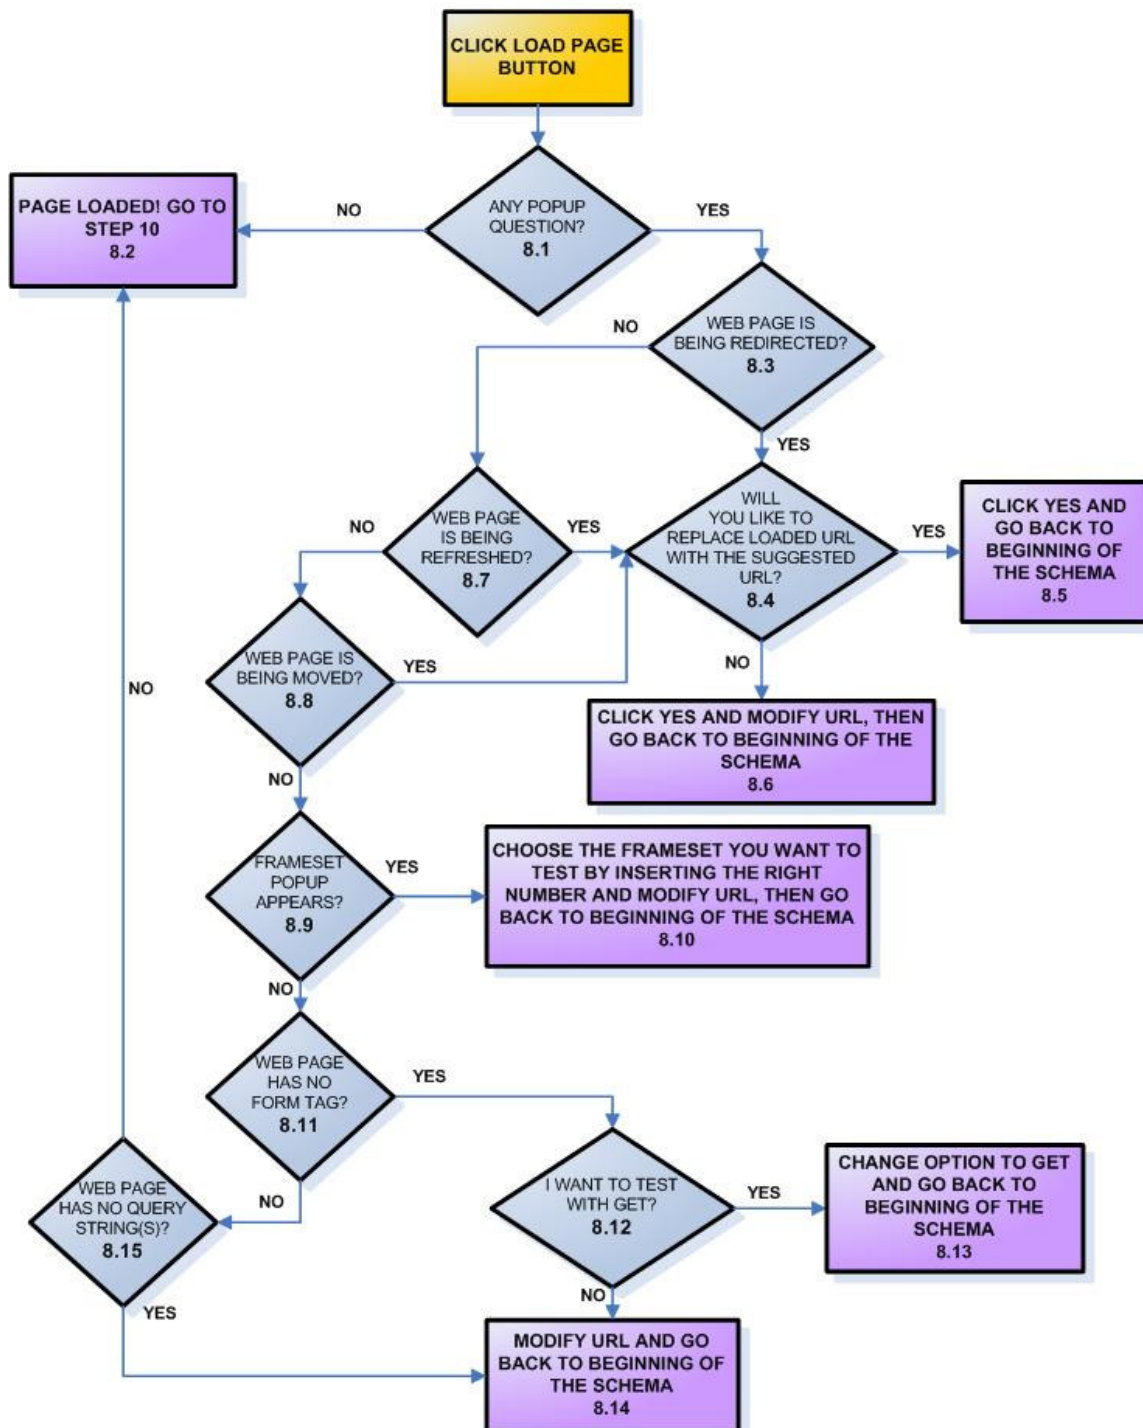 CLICK LOAD PAGE
BUTTON
PAGE LOADED! GO TO
STEP 10
8.2
NO
ANY POPUP
QUESTION?
8.1
YES
NO
WEB PAGE IS
BEING REDIRECTED?
8.3
YES
NO
WEB PAGE
IS BEING
REFRESHED?
8.7
YES
WILL
YOU LIKE TO
REPLACE LOADED URL
WITH THE SUGGESTED
URL?
8.4
YES
CLICK YES AND
GO BACK TO
BEGINNING OF
THE SCHEMA
8.5
NO
WEB PAGE IS
BEING MOVED?
8.8
YES
NO
CLICK YES AND MODIFY URL, THEN
GO BACK TO BEGINNING OF THE
SCHEMA
8.6
NO
FRAMESET
POPUP
APPEARS?
8.9
YES
CHOOSE THE FRAMESET YOU WANT TO
TEST BY INSERTING THE RIGHT
NUMBER AND MODIFY URL, THEN GO
BACK TO BEGINNING OF THE SCHEMA
8.10
NO
WEB PAGE
HAS NO
FORM TAG?
8.11
YES
NO
WEB PAGE
HAS NO QUERY
STRING(S)?
8.15
YES
I WANT TO TEST
WITH GET?
8.12
YES
CHANGE OPTION TO GET
AND GO BACK TO
BEGINNING OF THE
SCHEMA
8.13
NO
MODIFY URL AND GO
BACK TO BEGINNING OF
THE SCHEMA
8.14